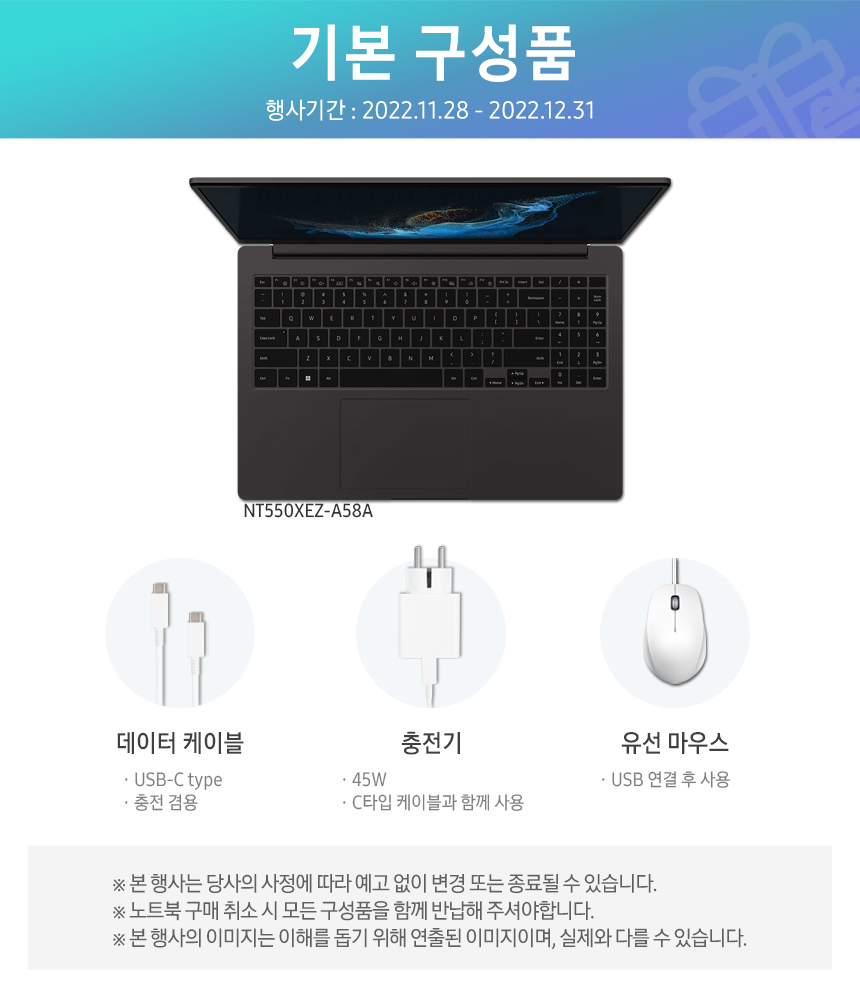 기본 구성품
행사기간 : 2022.11.28 - 2022.12.31
NT550XEZ-A58A
데이터 케이블
· USB-C type
· 충전 겸용
충전기
· 45W
· C타입 케이블과 함께 사용
유선 마우스
· USB 연결 후 사용
※ 본 행사는 당사의 사정에 따라 예고 없이 변경 또는 종료될 수 있습니다.
※ 노트북 구매 취소 시 모든 구성품을 함께 반납해 주셔야합니다.
※ 본 행사의 이미지는 이해를 돕기 위해 연출된 이미지이며, 실제와 다를 수 있습니다.